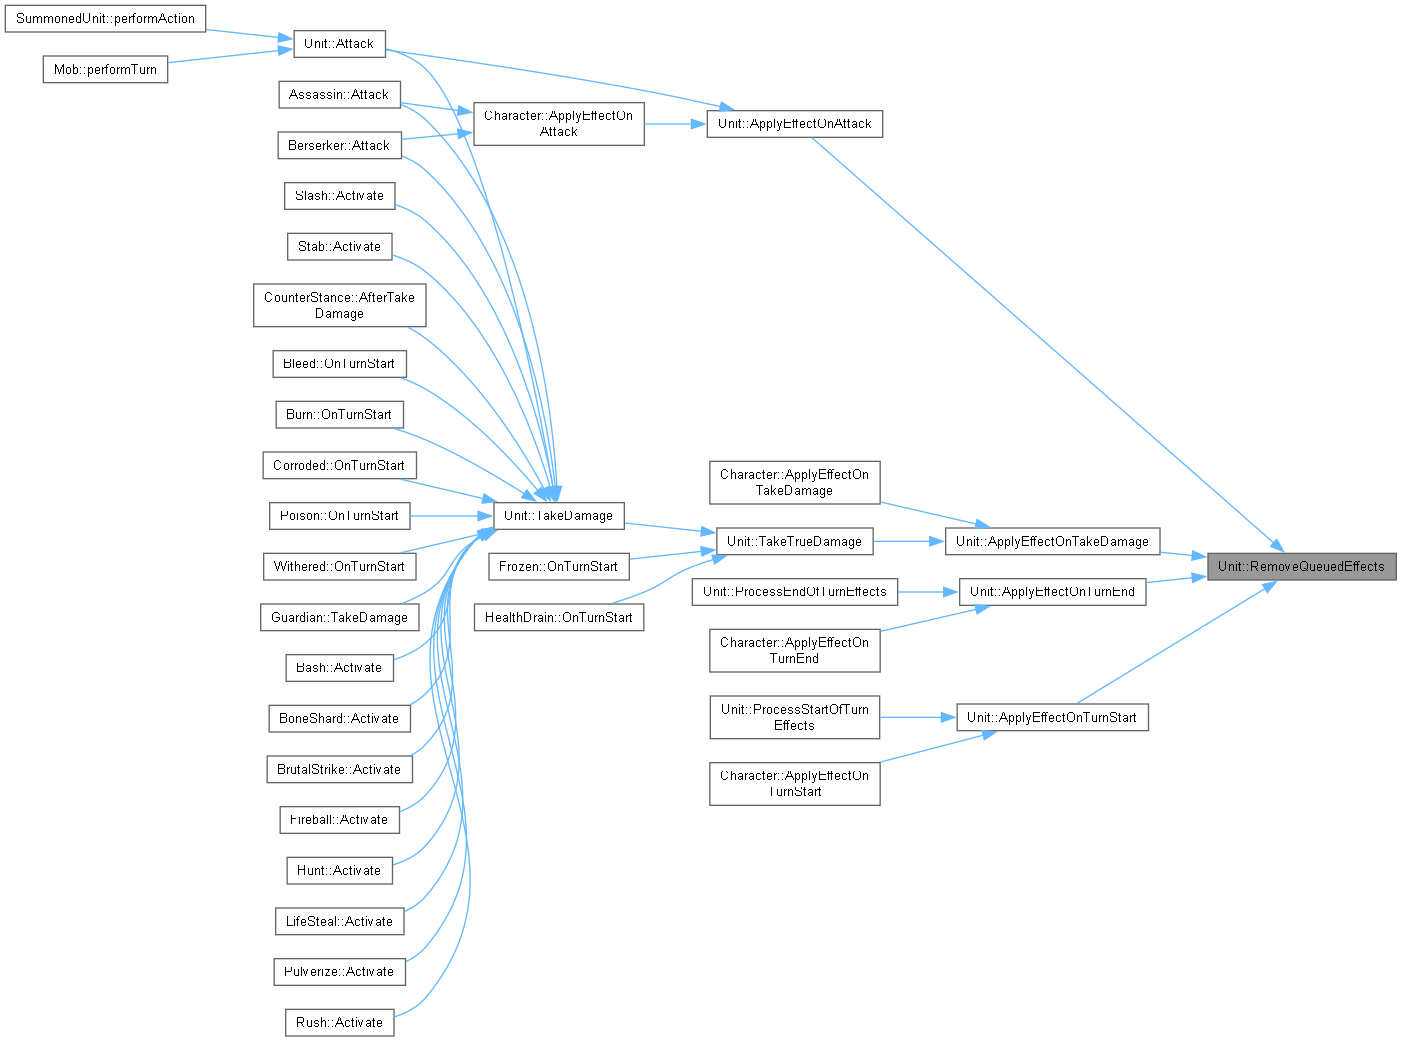 SummonedUnit::performAction
Mob::performTurn
Unit::Attack
Assassin::Attack
Berserker::Attack
Slash::Activate
Stab::Activate
CounterStance::AfterTake
Damage
Bleed::OnTurnStart
Burn::OnTurnStart
Corroded::OnTurnStart
Poison::OnTurnStart
Withered::OnTurnStart
Guardian::TakeDamage
Bash::Activate
BoneShard::Activate
BrutalStrike::Activate
Fireball::Activate
Hunt::Activate
LifeSteal::Activate
Pulverize::Activate
Rush::Activate
Character::ApplyEffectOn
Attack
Unit::TakeDamage
Frozen::OnTurnStart
HealthDrain::OnTurnStart
Unit::ApplyEffectOnAttack
Character::ApplyEffectOn
TakeDamage
Unit::TakeTrueDamage
Unit::ProcessEndOfTurnEffects
Character::ApplyEffectOn
TurnEnd
Unit::ProcessStartOfTurn
Effects
Character::ApplyEffectOn
TurnStart
Unit::ApplyEffectOnTakeDamage
Unit::ApplyEffectOnTurnEnd
Unit::ApplyEffectOnTurnStart
Unit::RemoveQueuedEffects